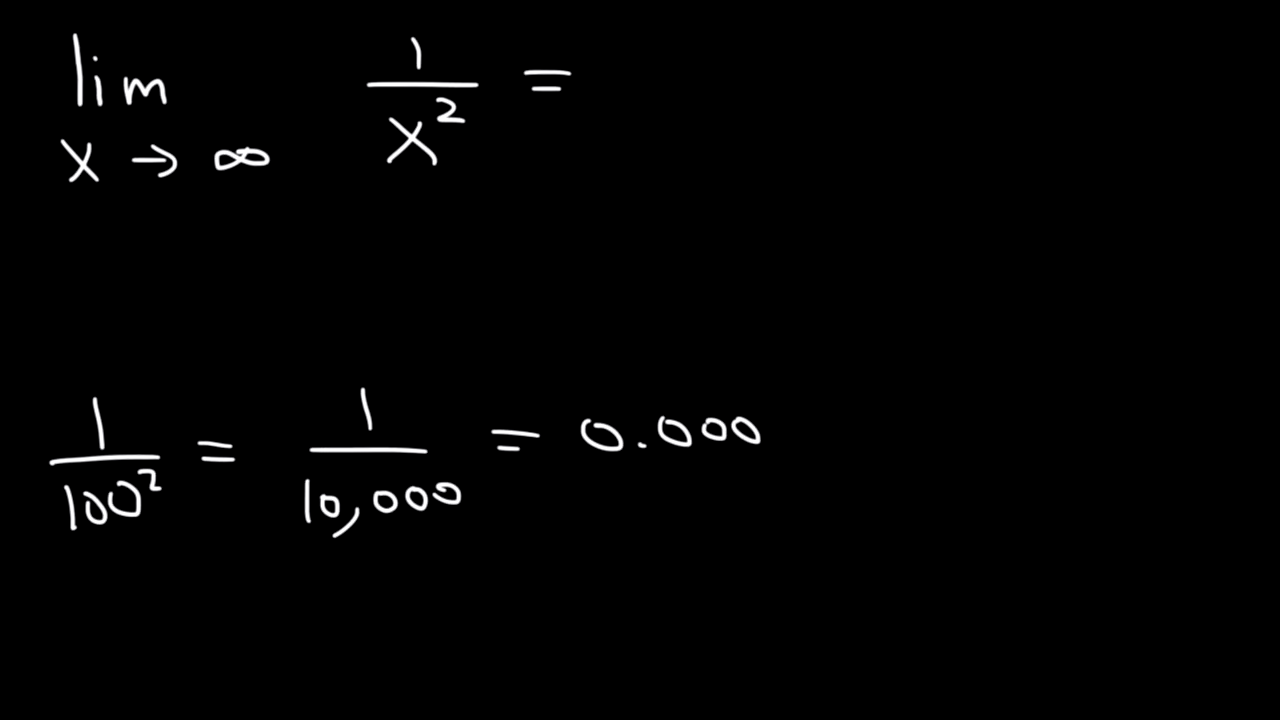 lim x → ∞ 1/x² =
1/100² = 1/10,000 = 0.000